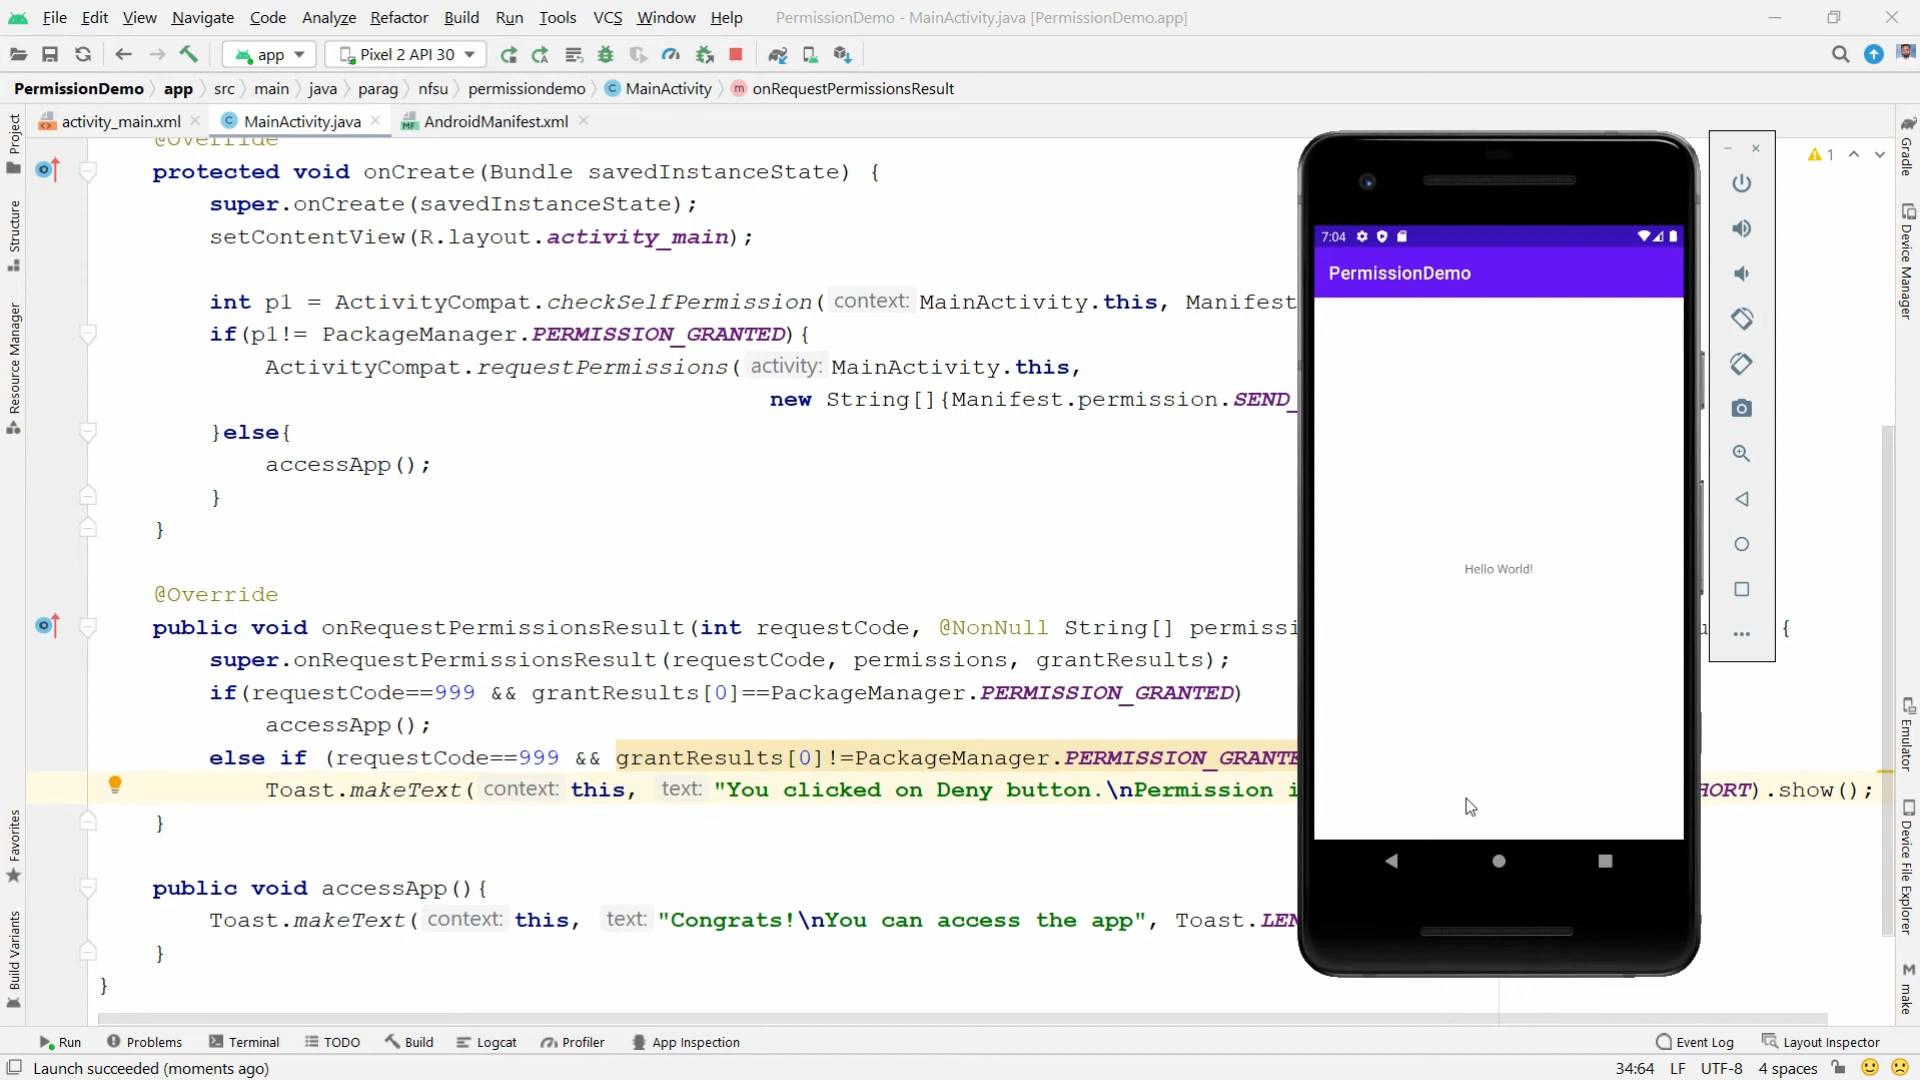 File Edit View Navigate Code Analyze Refactor Build Run Tools VCS Window Help PermissionDemo - MainActivity.java [PermissionDemo.app]
app Pixel 2 API 30
PermissionDemo app src main java parag nfsu permissiondemo MainActivity onRequestPermissionsResult
activity_main.xml MainActivity.java AndroidManifest.xml
@Override
protected void onCreate(Bundle savedInstanceState) {
super.onCreate(savedInstanceState);
setContentView(R.layout.activity_main);
int p1 = ActivityCompat.checkSelfPermission( context: MainActivity.this, Manifest
if(p1!= PackageManager.PERMISSION_GRANTED){
ActivityCompat.requestPermissions( activity: MainActivity.this,
new String[]{Manifest.permission.SEND_
}else{
accessApp();
}
}
@Override
public void onRequestPermissionsResult(int requestCode, @NonNull String[] permissi {
super.onRequestPermissionsResult(requestCode, permissions, grantResults);
if(requestCode==999 && grantResults[0]==PackageManager.PERMISSION_GRANTED)
accessApp();
else if (requestCode==999 && grantResults[0]!=PackageManager.PERMISSION_GRANTE
Toast.makeText( context: this, text: "You clicked on Deny button.\nPermission i HORT).show();
}
public void accessApp(){
Toast.makeText( context: this, text: "Congrats!\nYou can access the app", Toast.LEN
}
}
7:04
PermissionDemo
Hello World!
1
Project
Structure
Resource Manager
Favorites
Build Variants
Gradle
Device Manager
Emulator
Device File Explorer
make
Run Problems Terminal TODO Build Logcat Profiler App Inspection Event Log Layout Inspector
Launch succeeded (moments ago) 34:64 LF UTF-8 4 spaces